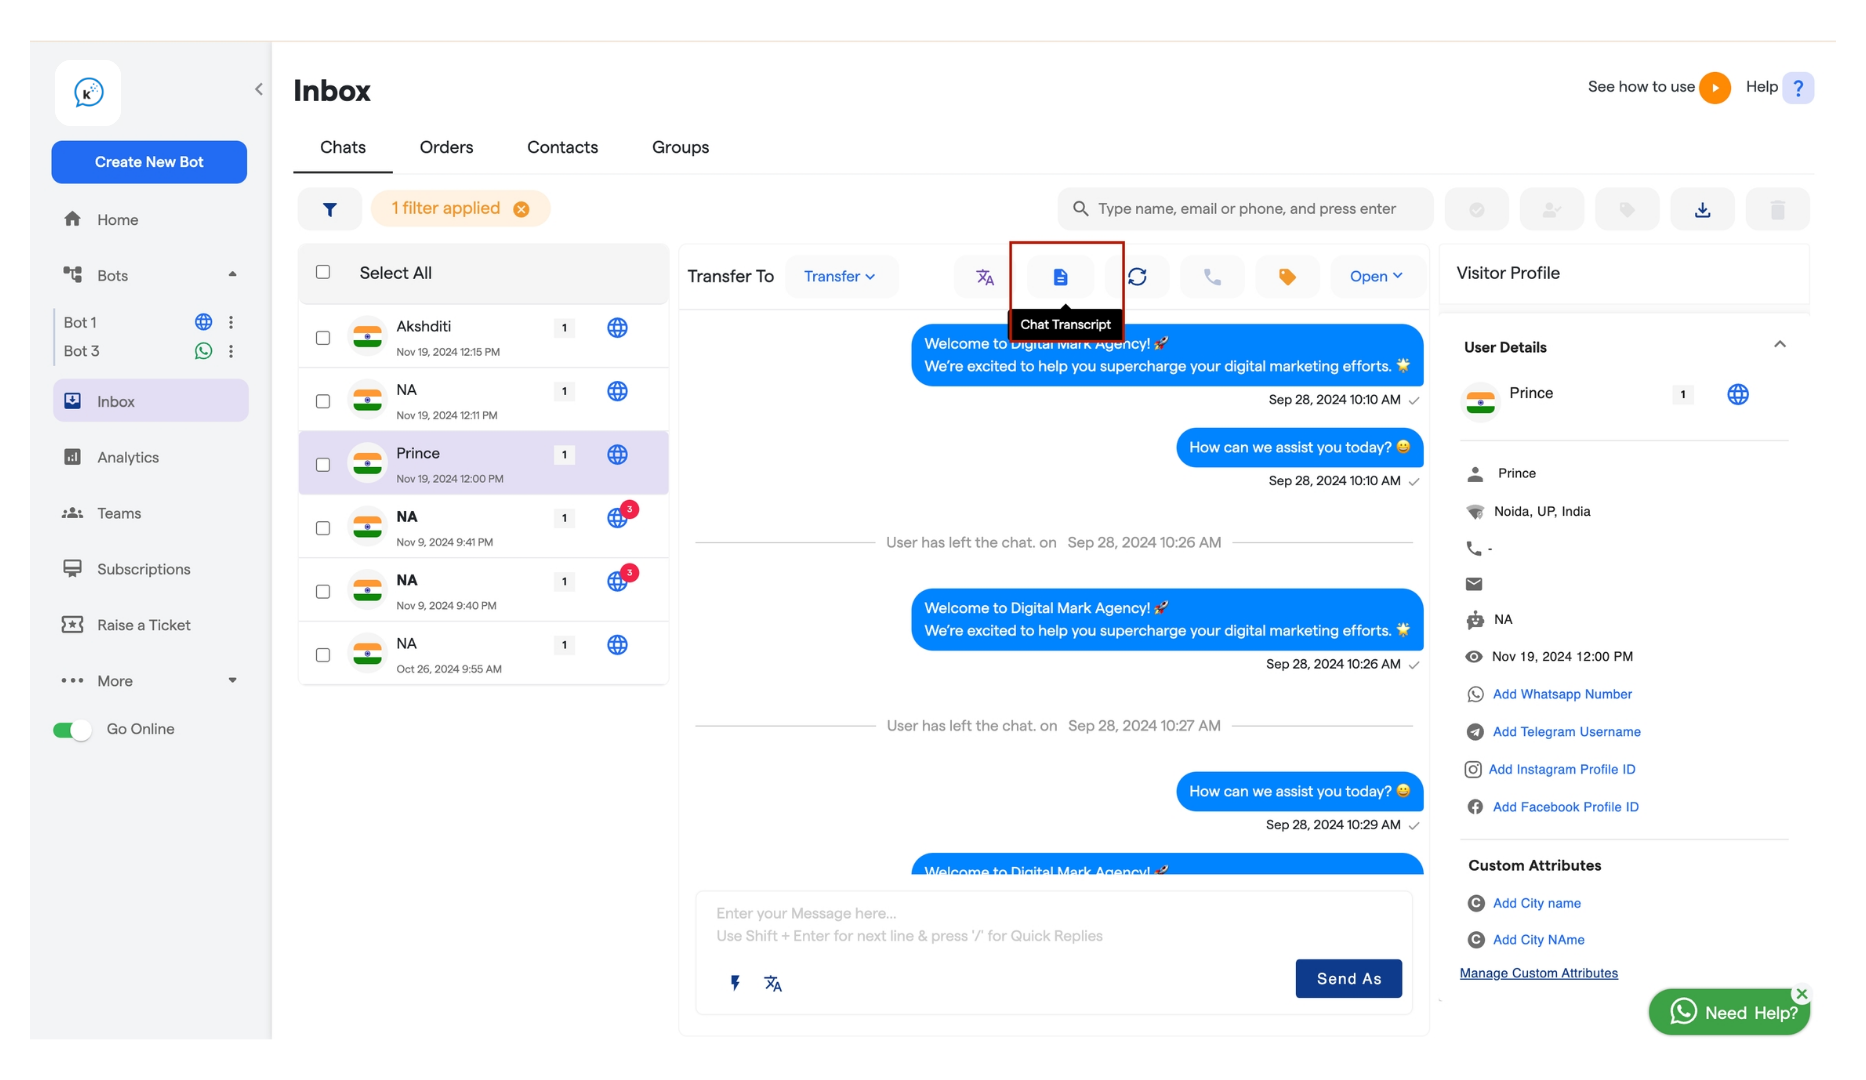 k
Create New Bot
Home
Bots
Bot 1
Bot 3
Inbox
Analytics
Teams
Subscriptions
Raise a Ticket
More
Go Online
Inbox
See how to use
Help ?
Chats Orders Contacts Groups
1 filter applied
Type name, email or phone, and press enter
Select All
Akshditi 1
Nov 19, 2024 12:15 PM
NA 1
Nov 19, 2024 12:11 PM
Prince 1
Nov 19, 2024 12:00 PM
NA 1 3
Nov 9, 2024 9:41 PM
NA 1 3
Nov 9, 2024 9:40 PM
NA 1
Oct 26, 2024 9:55 AM
Transfer To Transfer Open
Chat Transcript
Welcome to Digital Mark Agency! 🚀
We're excited to help you supercharge your digital marketing efforts. 🌟
Sep 28, 2024 10:10 AM
How can we assist you today? 😀
Sep 28, 2024 10:10 AM
User has left the chat. on Sep 28, 2024 10:26 AM
Welcome to Digital Mark Agency! 🚀
We're excited to help you supercharge your digital marketing efforts. 🌟
Sep 28, 2024 10:26 AM
User has left the chat. on Sep 28, 2024 10:27 AM
How can we assist you today? 😀
Sep 28, 2024 10:29 AM
Welcome to Digital Mark Agency! 🚀
Enter your Message here...
Use Shift + Enter for next line & press '/' for Quick Replies
Send As
Visitor Profile
User Details
Prince 1
Prince
Noida, UP, India
-
NA
Nov 19, 2024 12:00 PM
Add Whatsapp Number
Add Telegram Username
Add Instagram Profile ID
Add Facebook Profile ID
Custom Attributes
C Add City name
C Add City NAme
Manage Custom Attributes
Need Help?